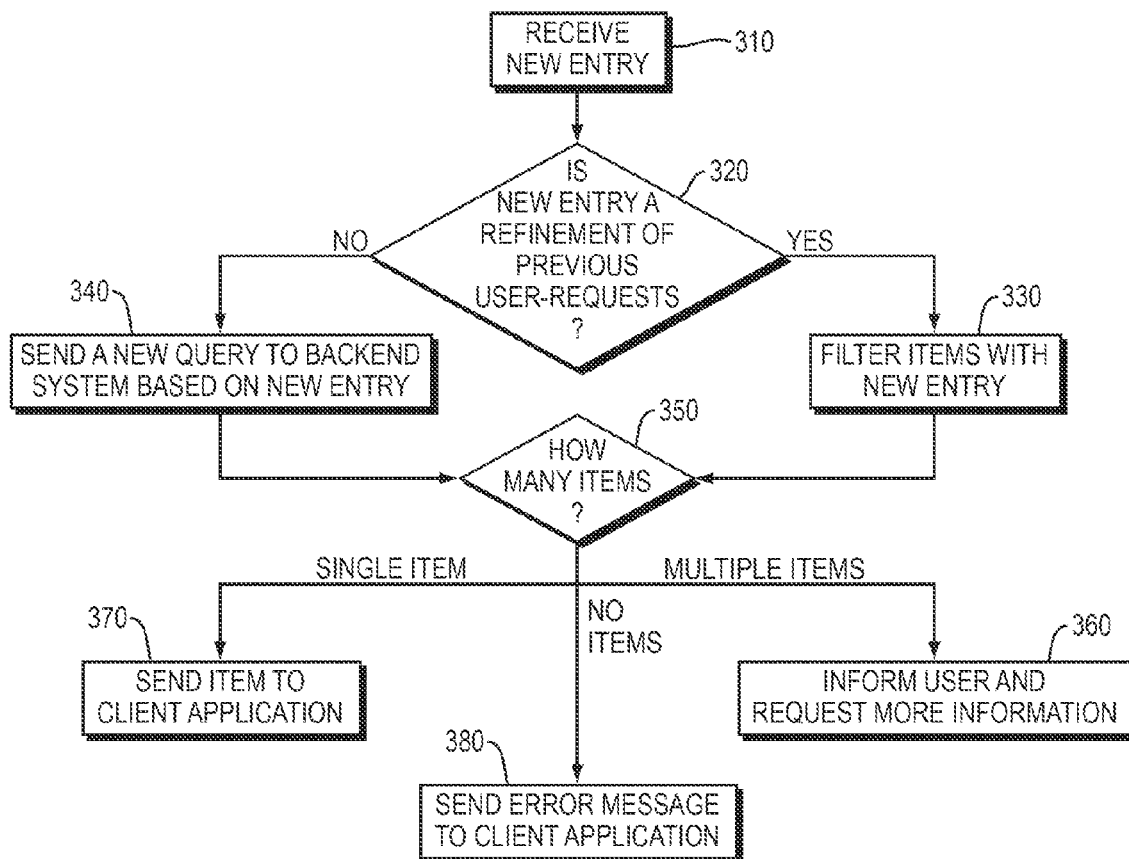 RECEIVE
NEW ENTRY
310
IS
NEW ENTRY A
REFINEMENT OF
PREVIOUS
USER-REQUESTS
?
320
NO
YES
340
SEND A NEW QUERY TO BACKEND
SYSTEM BASED ON NEW ENTRY
330
FILTER ITEMS WITH
NEW ENTRY
350
HOW
MANY ITEMS
?
SINGLE ITEM
MULTIPLE ITEMS
NO
ITEMS
370
SEND ITEM TO
CLIENT APPLICATION
360
INFORM USER AND
REQUEST MORE INFORMATION
380
SEND ERROR MESSAGE
TO CLIENT APPLICATION